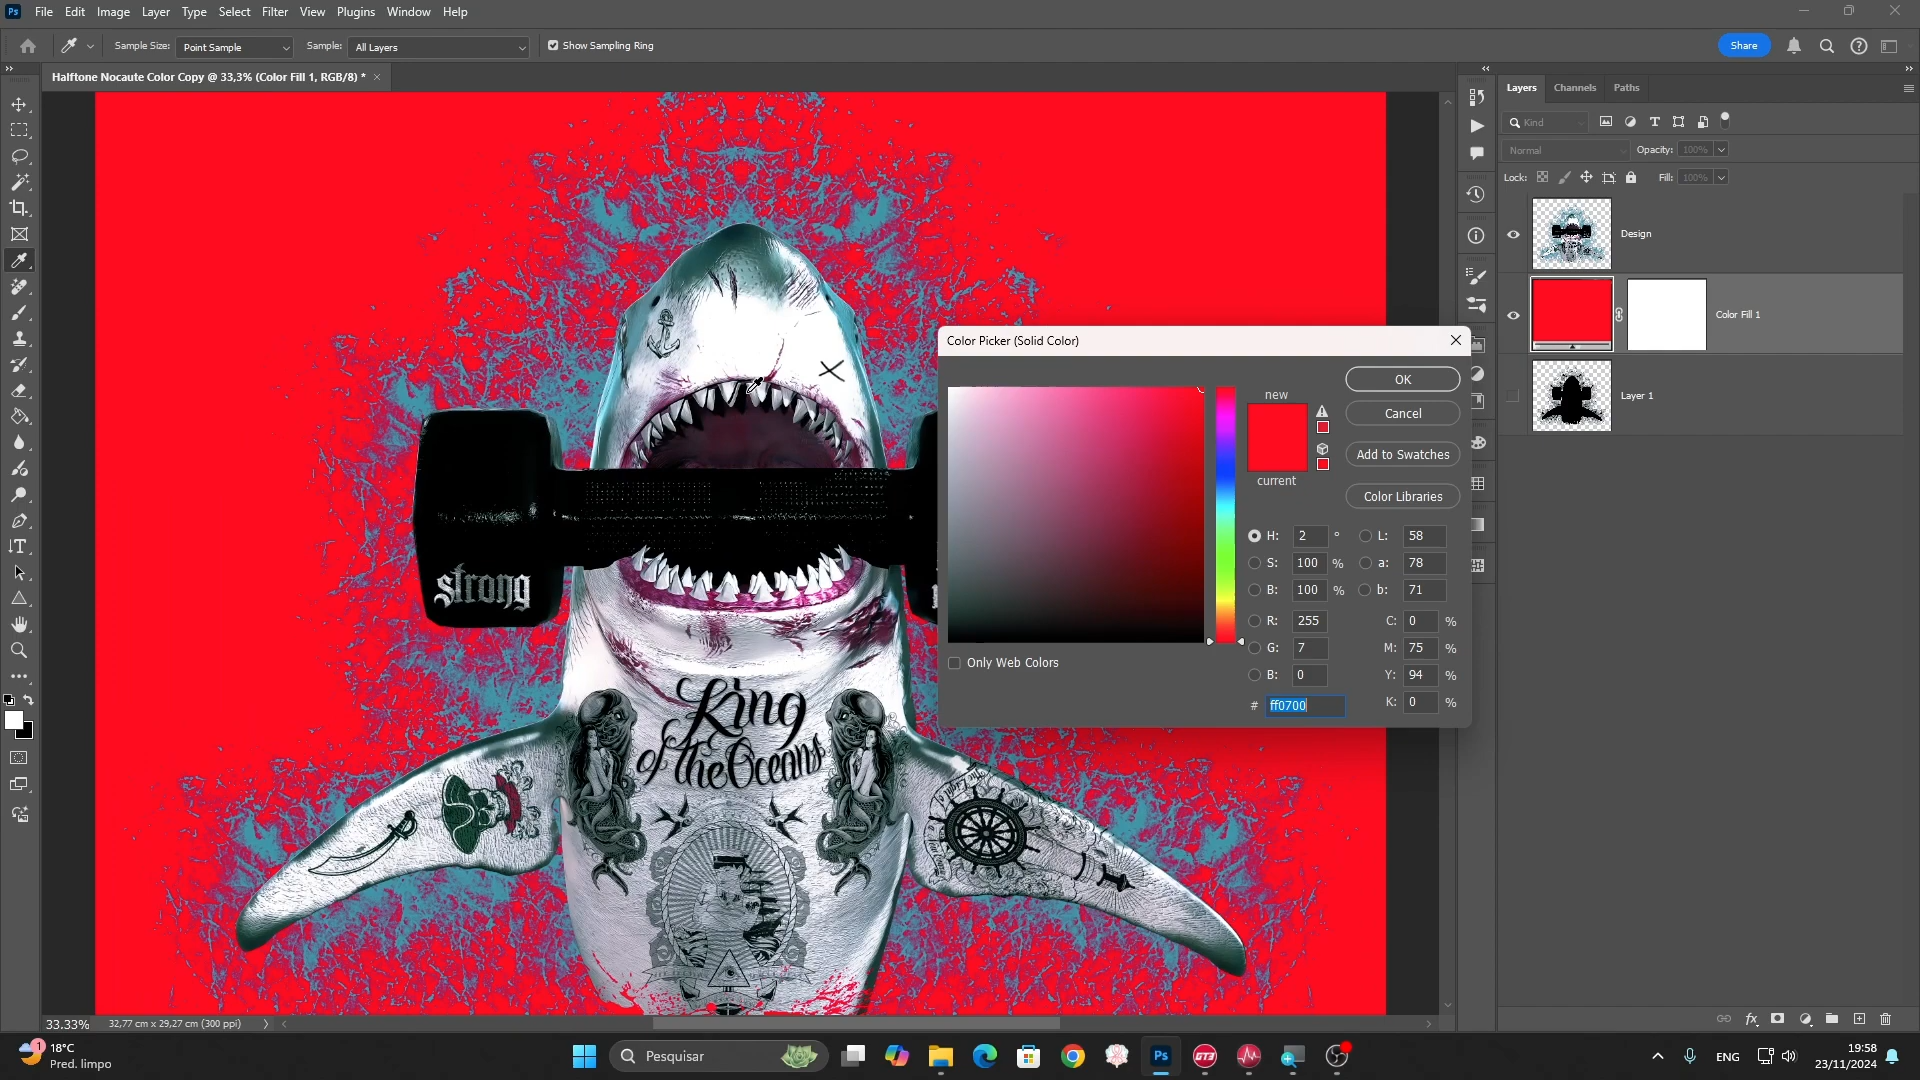 Ps File Edit Image Layer Type Select Filter 3D View Plugins Window Help
Sample Size: Point Sample Sample: All Layers Show Sampling Ring Share
Halftone Nocaute Color Copy @ 33,3% (Color Fill 1, RGB/8) * ×
Layers Channels Paths
Kind
Normal Opacity: 100%
Lock: Fill: 100%
Design
Color Fill 1
Layer 1
Color Picker (Solid Color)
new
current
OK
Cancel
Add to Swatches
Color Libraries
H: 2 ° L: 58
S: 100 % a: 78
B: 100 % b: 71
R: 255 C: 0 %
G: 7 M: 75 %
B: 0 Y: 94 %
# ff0700 K: 0 %
Only Web Colors
strong
King
of the Oceans
33.33% 32,77 cm x 29,27 cm (300 ppi)
1
18°C
Pred. limpo
Pesquisar
Ps
GT3
ENG
19:58
23/11/2024